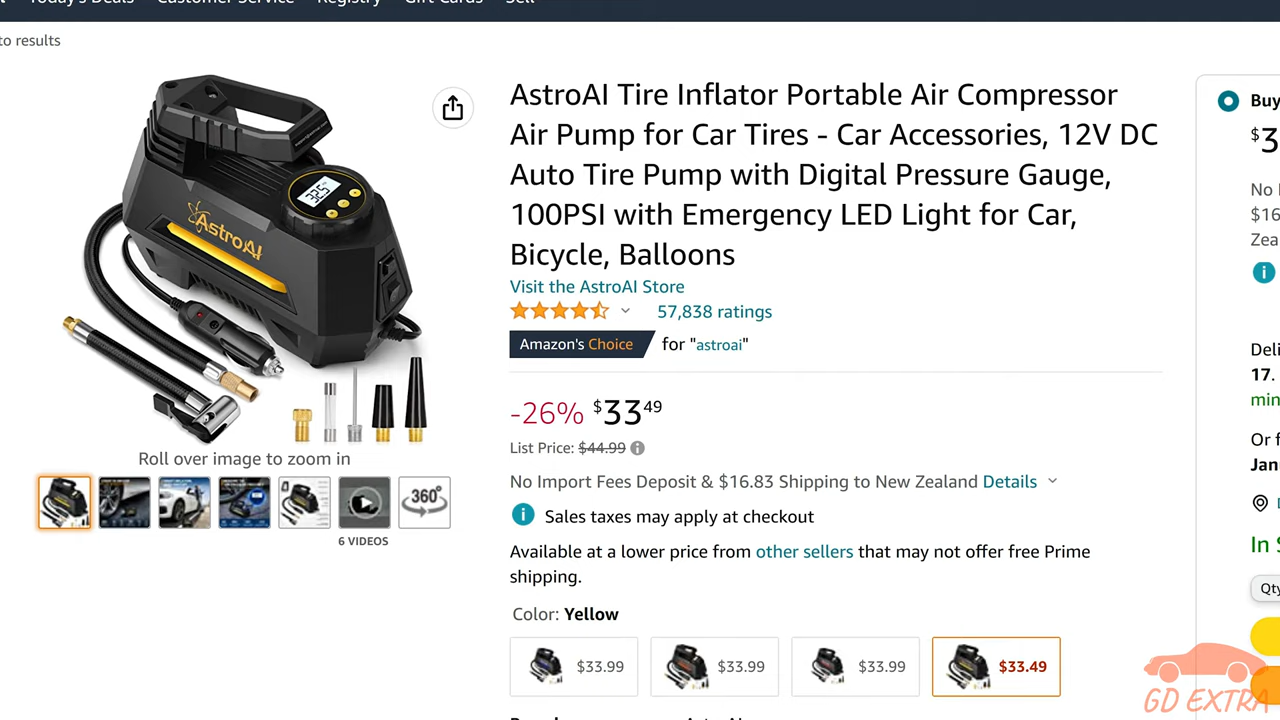 Today's Deals Customer Service Registry Gift Cards Sell
to results
AstroAI Tire Inflator Portable Air Compressor
Air Pump for Car Tires - Car Accessories, 12V DC
Auto Tire Pump with Digital Pressure Gauge,
100PSI with Emergency LED Light for Car,
Bicycle, Balloons
Visit the AstroAI Store
57,838 ratings
Amazon's Choice for "astroai"
32.5
AstroAI
-26% $33 49
List Price: $44.99
No Import Fees Deposit & $16.83 Shipping to New Zealand Details
Sales taxes may apply at checkout
Available at a lower price from other sellers that may not offer free Prime
shipping.
Color: Yellow
$33.99 $33.99 $33.99 $33.49
Roll over image to zoom in
360°
6 VIDEOS
Buy
$3
No
$16
Zea
Deli
17.
min
Or f
Jan
In
Qty
GD EXTRA